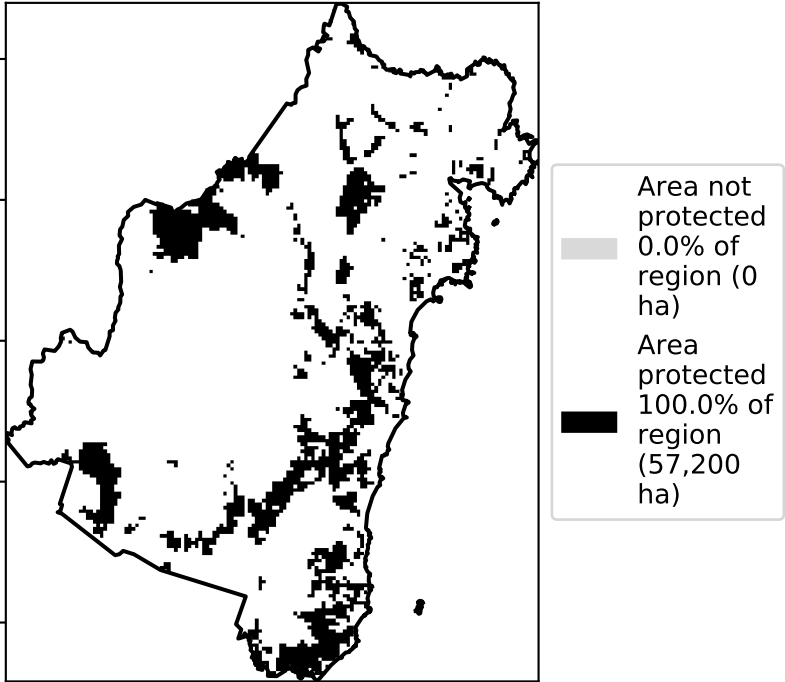 Area not
protected
0.0% of
region (0
ha)
Area
protected
100.0% of
region
(57,200
ha)